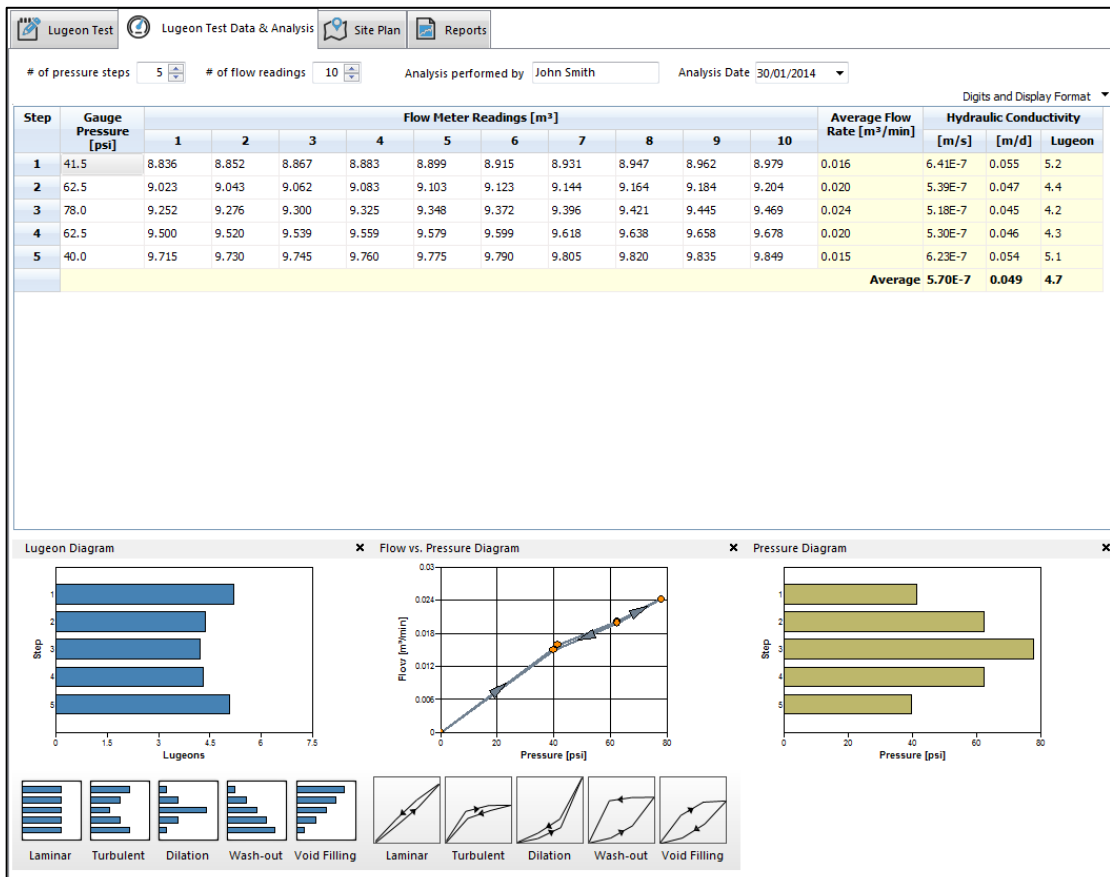 Lugeon Test Lugeon Test Data & Analysis Site Plan Reports
# of pressure steps 5 # of flow readings 10 Analysis performed by John Smith Analysis Date 30/01/2014
Digits and Display Format
Step Gauge Pressure [psi] Flow Meter Readings [m³] Average Flow Rate [m³/min] Hydraulic Conductivity
1 2 3 4 5 6 7 8 9 10 [m/s] [m/d] Lugeon
1 41.5 8.836 8.852 8.867 8.883 8.899 8.915 8.931 8.947 8.962 8.979 0.016 6.41E-7 0.055 5.2
2 62.5 9.023 9.043 9.062 9.083 9.103 9.123 9.144 9.164 9.184 9.204 0.020 5.39E-7 0.047 4.4
3 78.0 9.252 9.276 9.300 9.325 9.348 9.372 9.396 9.421 9.445 9.469 0.024 5.18E-7 0.045 4.2
4 62.5 9.500 9.520 9.539 9.559 9.579 9.599 9.618 9.638 9.658 9.678 0.020 5.30E-7 0.046 4.3
5 40.0 9.715 9.730 9.745 9.760 9.775 9.790 9.805 9.820 9.835 9.849 0.015 6.23E-7 0.054 5.1
Average 5.70E-7 0.049 4.7
Lugeon Diagram
1
2
3
4
5
Step
0 1.5 3 4.5 6 7.5
Lugeons
Flow vs. Pressure Diagram
0.03
0.024
0.018
0.012
0.006
0
Flow [m³/min]
0 20 40 60 80
Pressure [psi]
Pressure Diagram
1
2
3
4
5
Step
0 20 40 60 80
Pressure [psi]
Laminar Turbulent Dilation Wash-out Void Filling
Laminar Turbulent Dilation Wash-out Void Filling